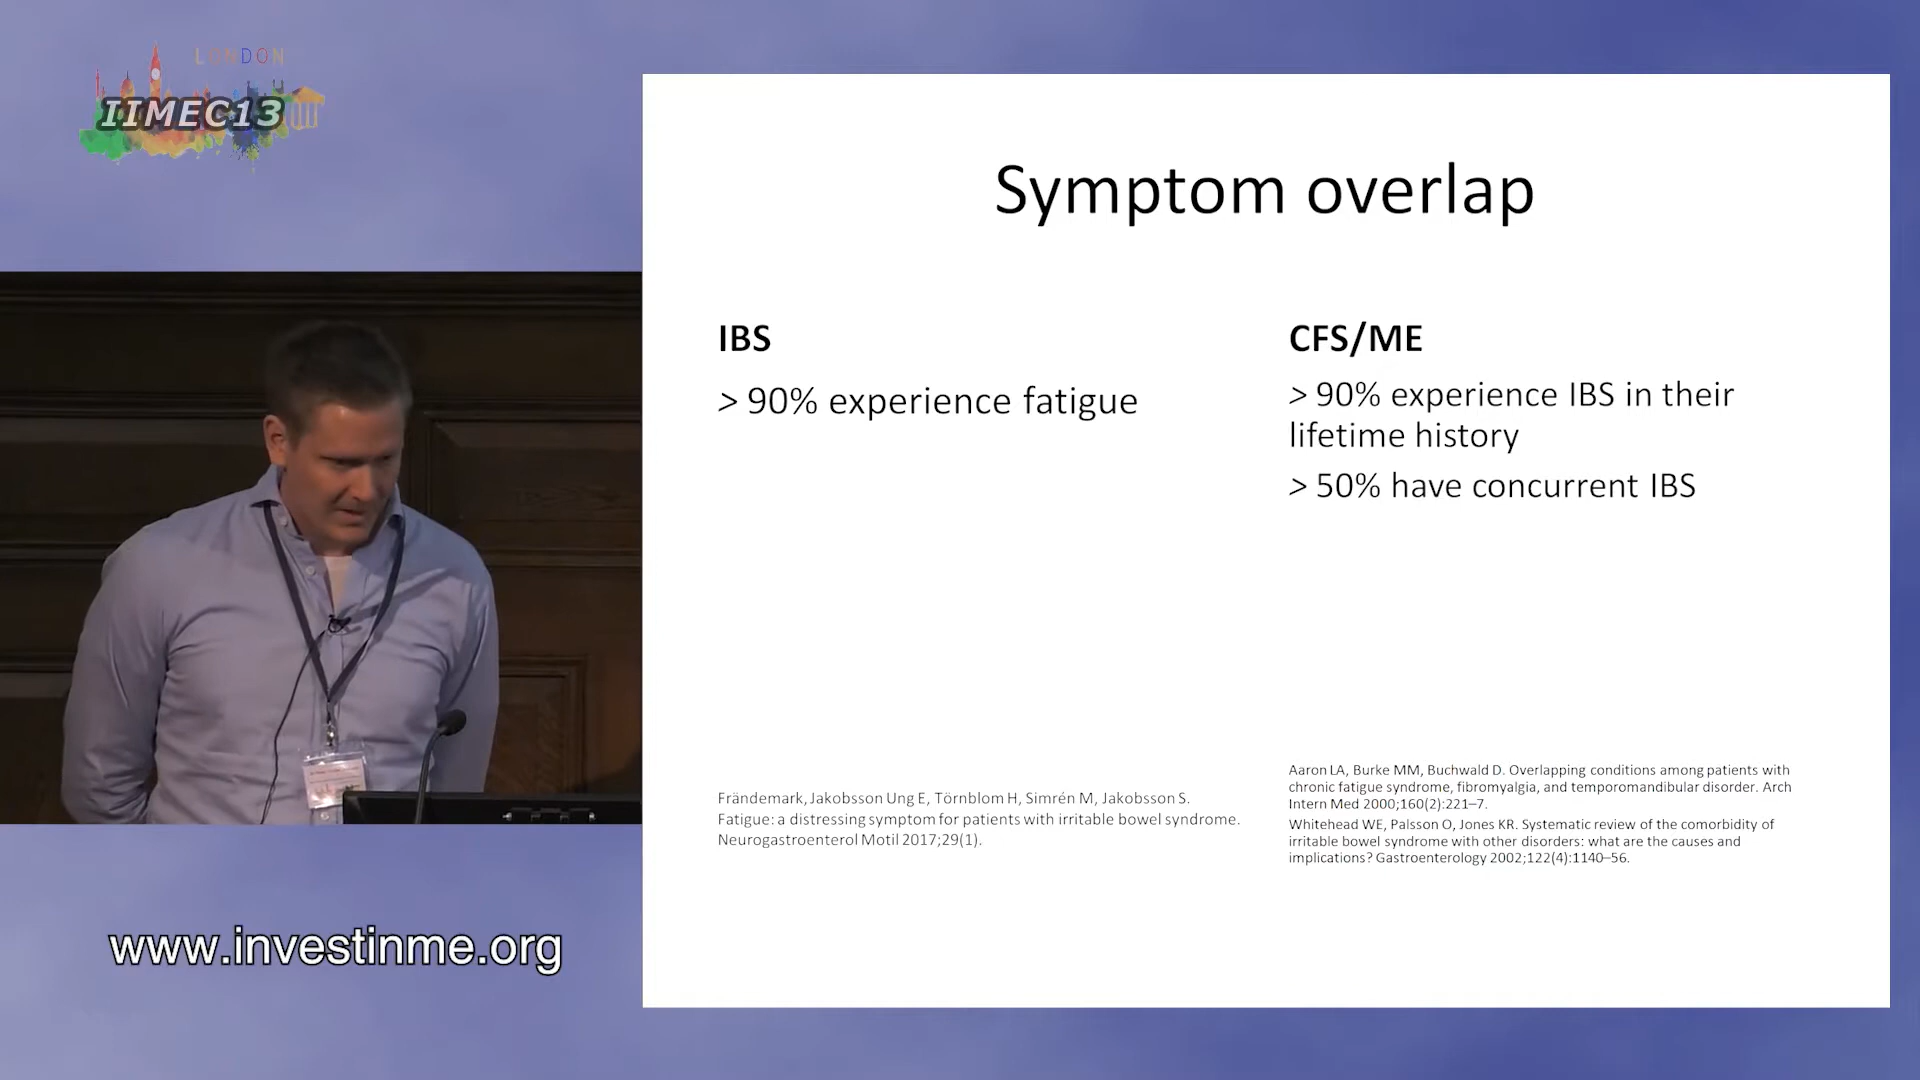 LONDON
IIMEC13
Symptom overlap
IBS
> 90% experience fatigue
CFS/ME
> 90% experience IBS in their
lifetime history
> 50% have concurrent IBS
Frändemark, Jakobsson Ung E, Törnblom H, Simrén M, Jakobsson S.
Fatigue: a distressing symptom for patients with irritable bowel syndrome.
Neurogastroenterol Motil 2017;29(1).
Aaron LA, Burke MM, Buchwald D. Overlapping conditions among patients with
chronic fatigue syndrome, fibromyalgia, and temporomandibular disorder. Arch
Intern Med 2000;160(2):221–7.
Whitehead WE, Palsson O, Jones KR. Systematic review of the comorbidity of
irritable bowel syndrome with other disorders: what are the causes and
implications? Gastroenterology 2002;122(4):1140–56.
www.investinme.org